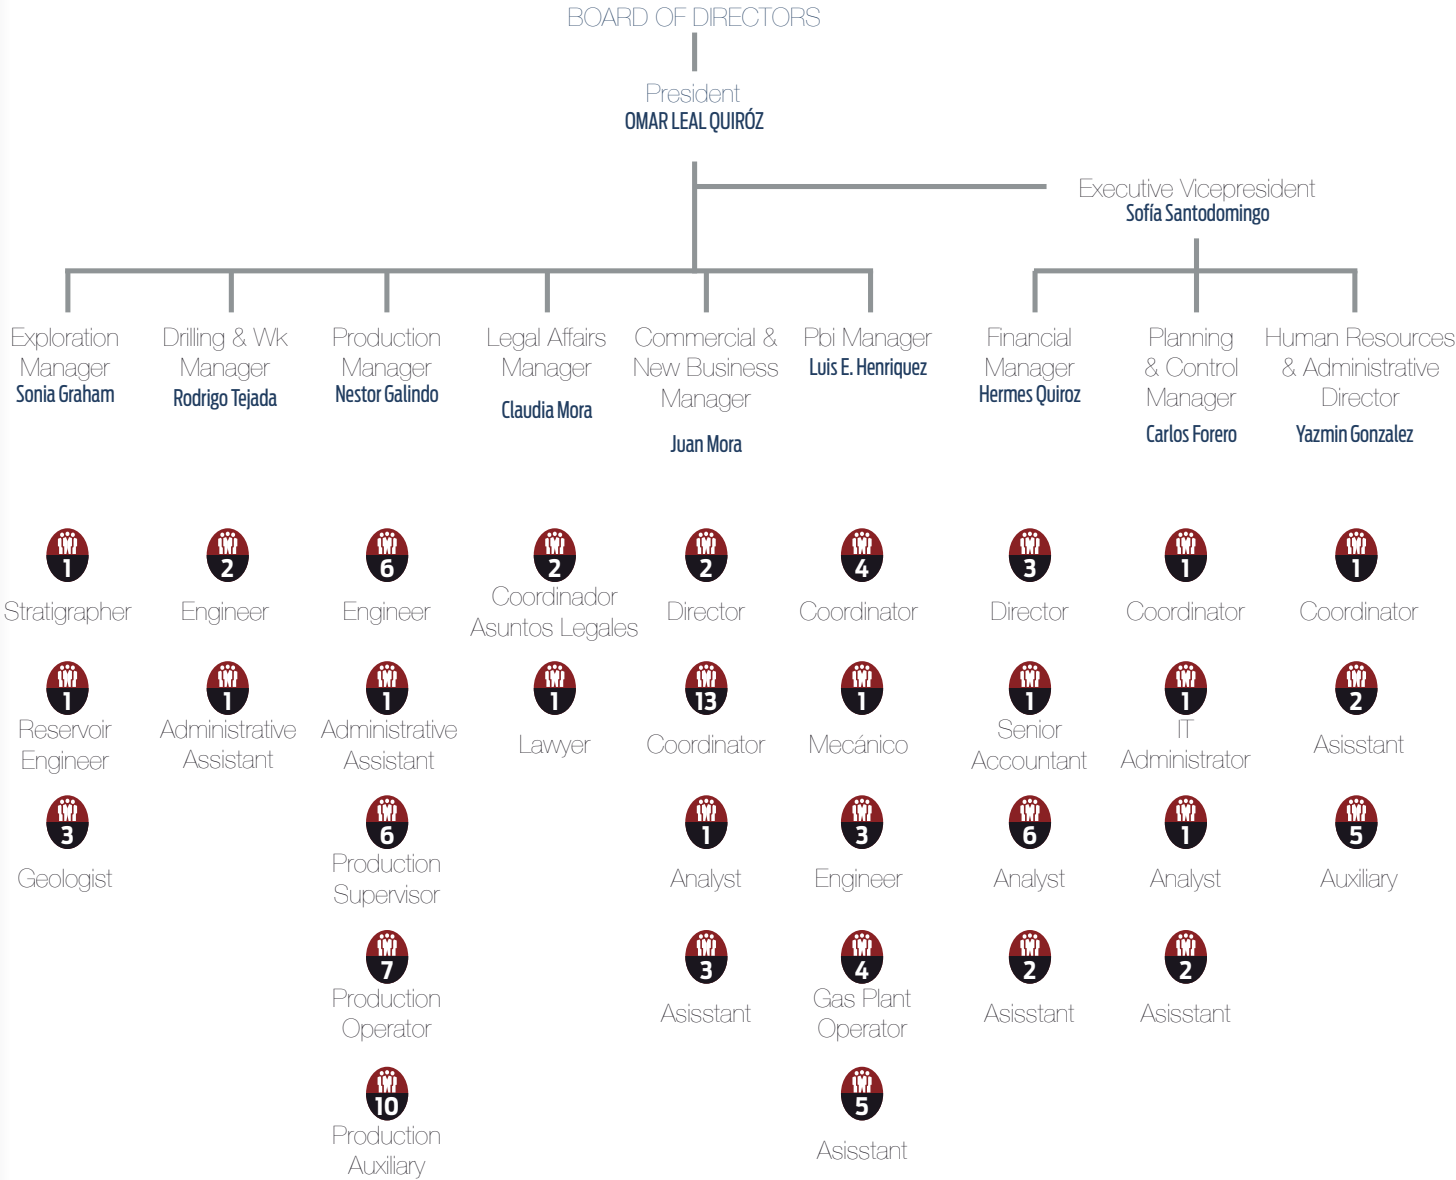 BOARD OF DIRECTORS
President
OMAR LEAL QUIRÓZ
Executive Vicepresident
Sofía Santodomingo
Exploration
Manager
Sonia Graham
Drilling & Wk
Manager
Rodrigo Tejada
Production
Manager
Nestor Galindo
Legal Affairs
Manager
Claudia Mora
Commercial &
New Business
Manager
Juan Mora
Pbi Manager
Luis E. Henriquez
Financial
Manager
Hermes Quiroz
Planning
& Control
Manager
Carlos Forero
Human Resources
& Administrative
Director
Yazmin Gonzalez
1
Stratigrapher
1
Reservoir
Engineer
3
Geologist
2
Engineer
1
Administrative
Assistant
6
Engineer
1
Administrative
Assistant
6
Production
Supervisor
7
Production
Operator
10
Production
Auxiliary
2
Coordinador
Asuntos Legales
1
Lawyer
2
Director
13
Coordinator
1
Analyst
3
Asisstant
4
Coordinator
1
Mecánico
3
Engineer
4
Gas Plant
Operator
5
Asisstant
3
Director
1
Senior
Accountant
6
Analyst
2
Asisstant
1
Coordinator
1
IT
Administrator
1
Analyst
2
Asisstant
1
Coordinator
2
Asisstant
5
Auxiliary